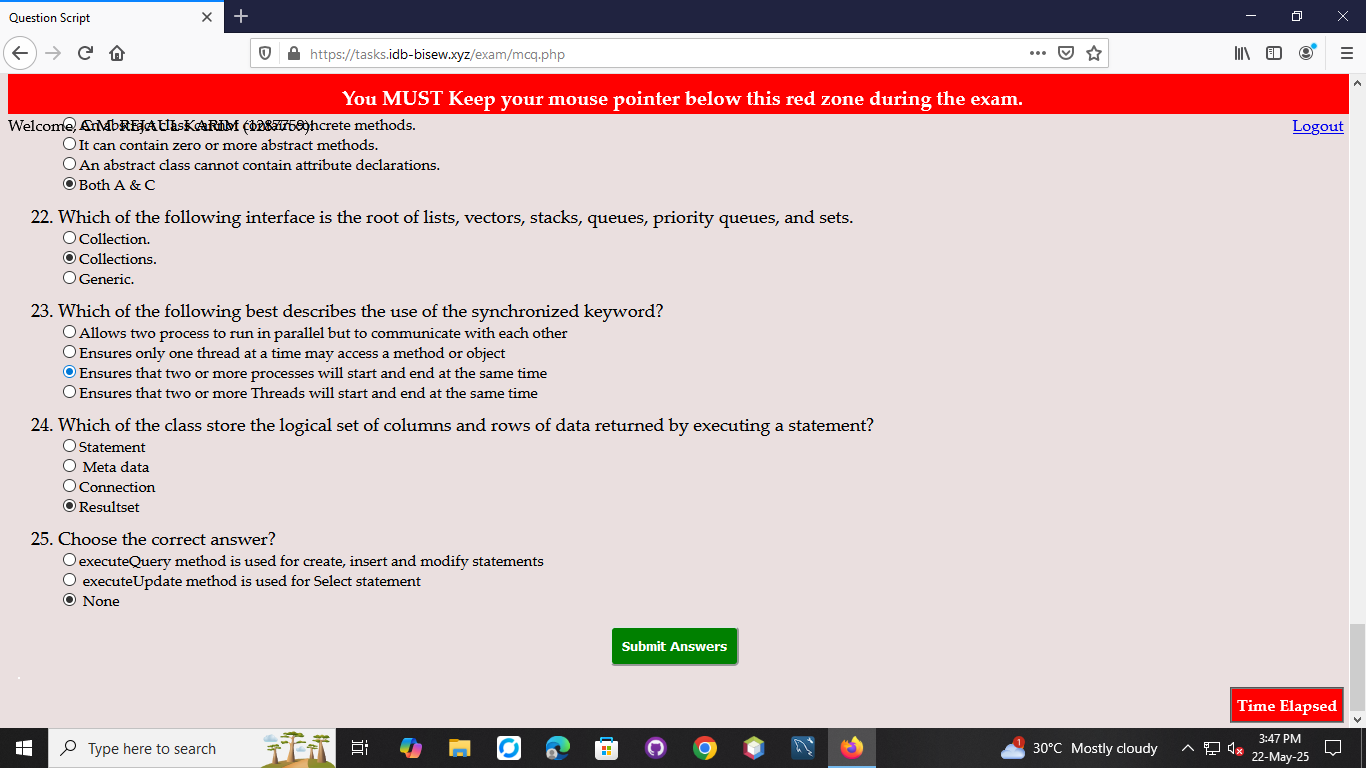 Question Script
https://tasks.idb-bisew.xyz/exam/mcq.php
You MUST Keep your mouse pointer below this red zone during the exam.
Welcome, REJAUL KARIM (1287759)!
An abstract class concrete methods.
Logout
It can contain zero or more abstract methods.
An abstract class cannot contain attribute declarations.
Both A & C
22. Which of the following interface is the root of lists, vectors, stacks, queues, priority queues, and sets.
Collection.
Collections.
Generic.
23. Which of the following best describes the use of the synchronized keyword?
Allows two process to run in parallel but to communicate with each other
Ensures only one thread at a time may access a method or object
Ensures that two or more processes will start and end at the same time
Ensures that two or more Threads will start and end at the same time
24. Which of the class store the logical set of columns and rows of data returned by executing a statement?
Statement
Meta data
Connection
Resultset
25. Choose the correct answer?
executeQuery method is used for create, insert and modify statements
executeUpdate method is used for Select statement
None
Submit Answers
Time Elapsed
Type here to search
1
30°C Mostly cloudy
3:47 PM
22-May-25